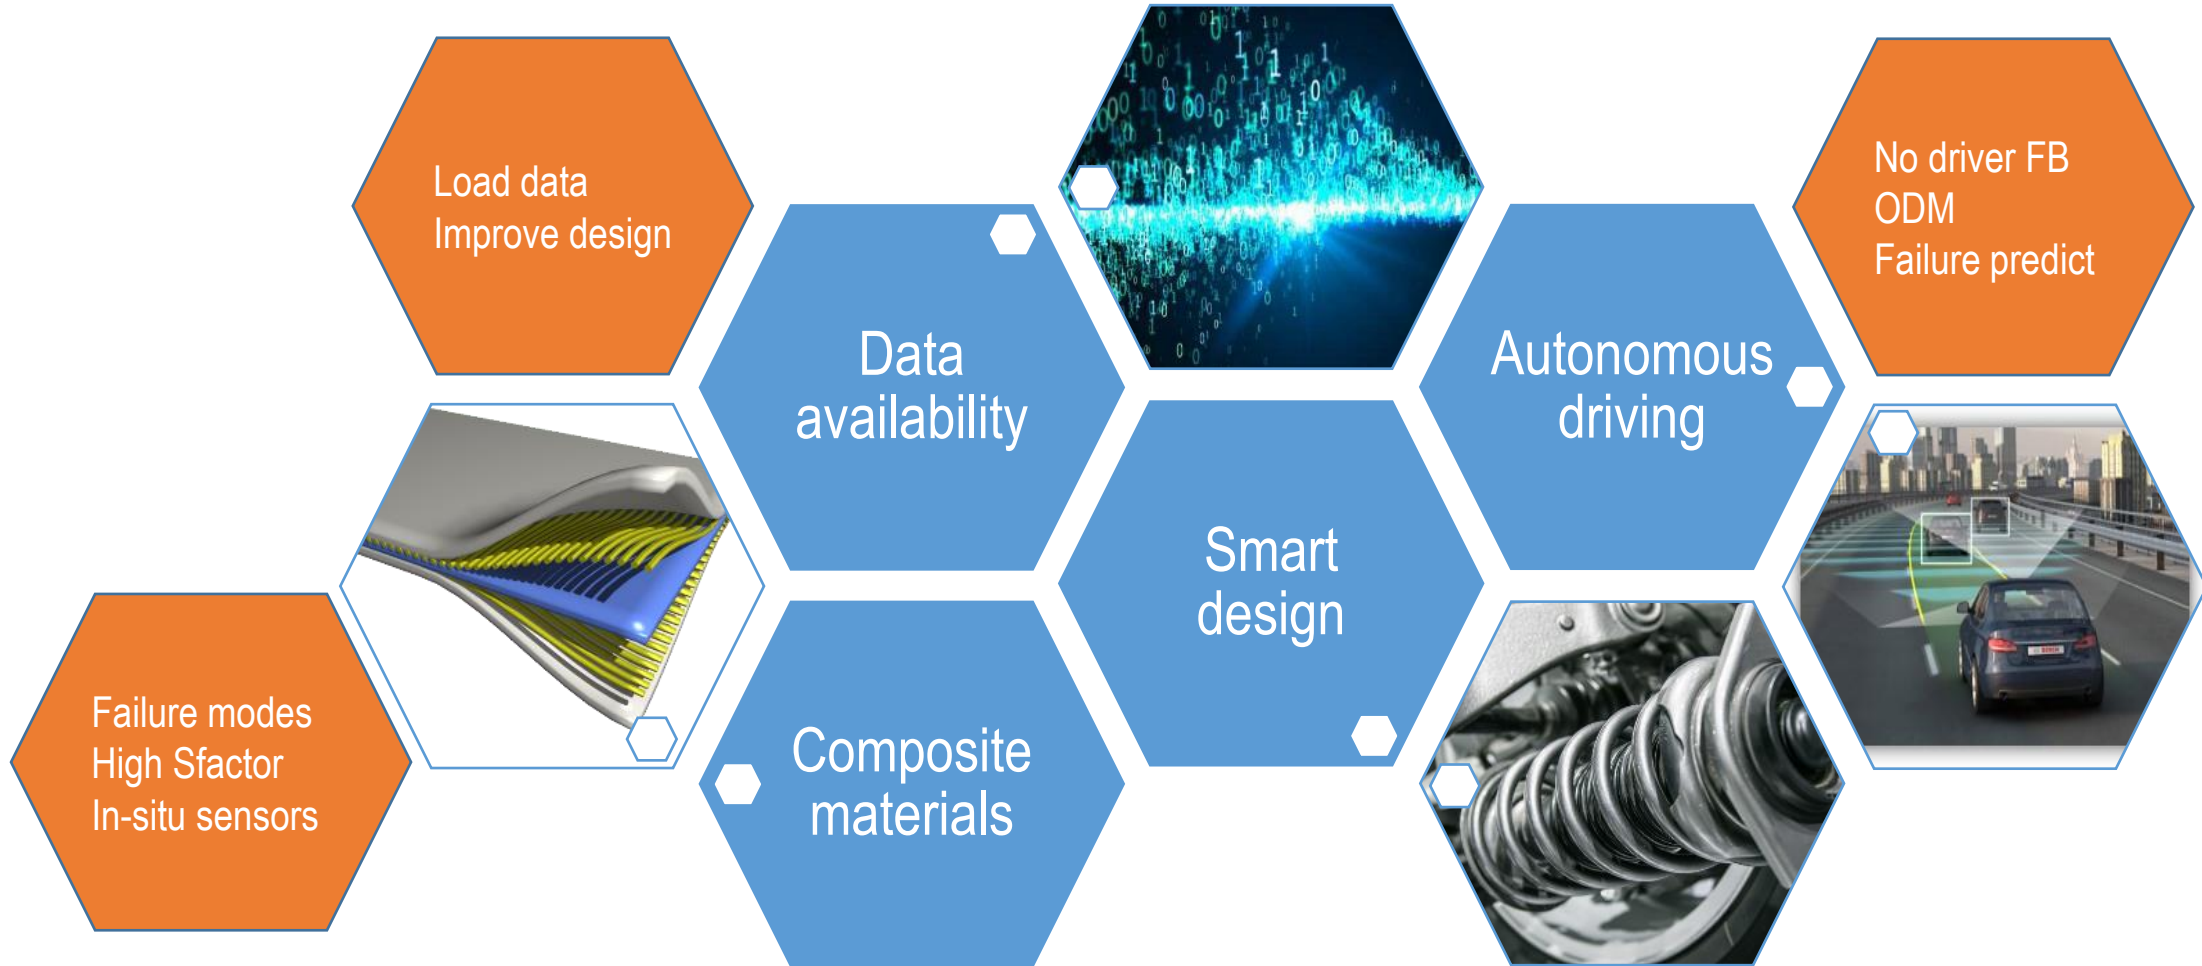 Load data
Improve design
No driver FB
ODM
Failure predict
Data
availability
Autonomous
driving
Smart
design
Failure modes
High Sfactor
In-situ sensors
Composite
materials